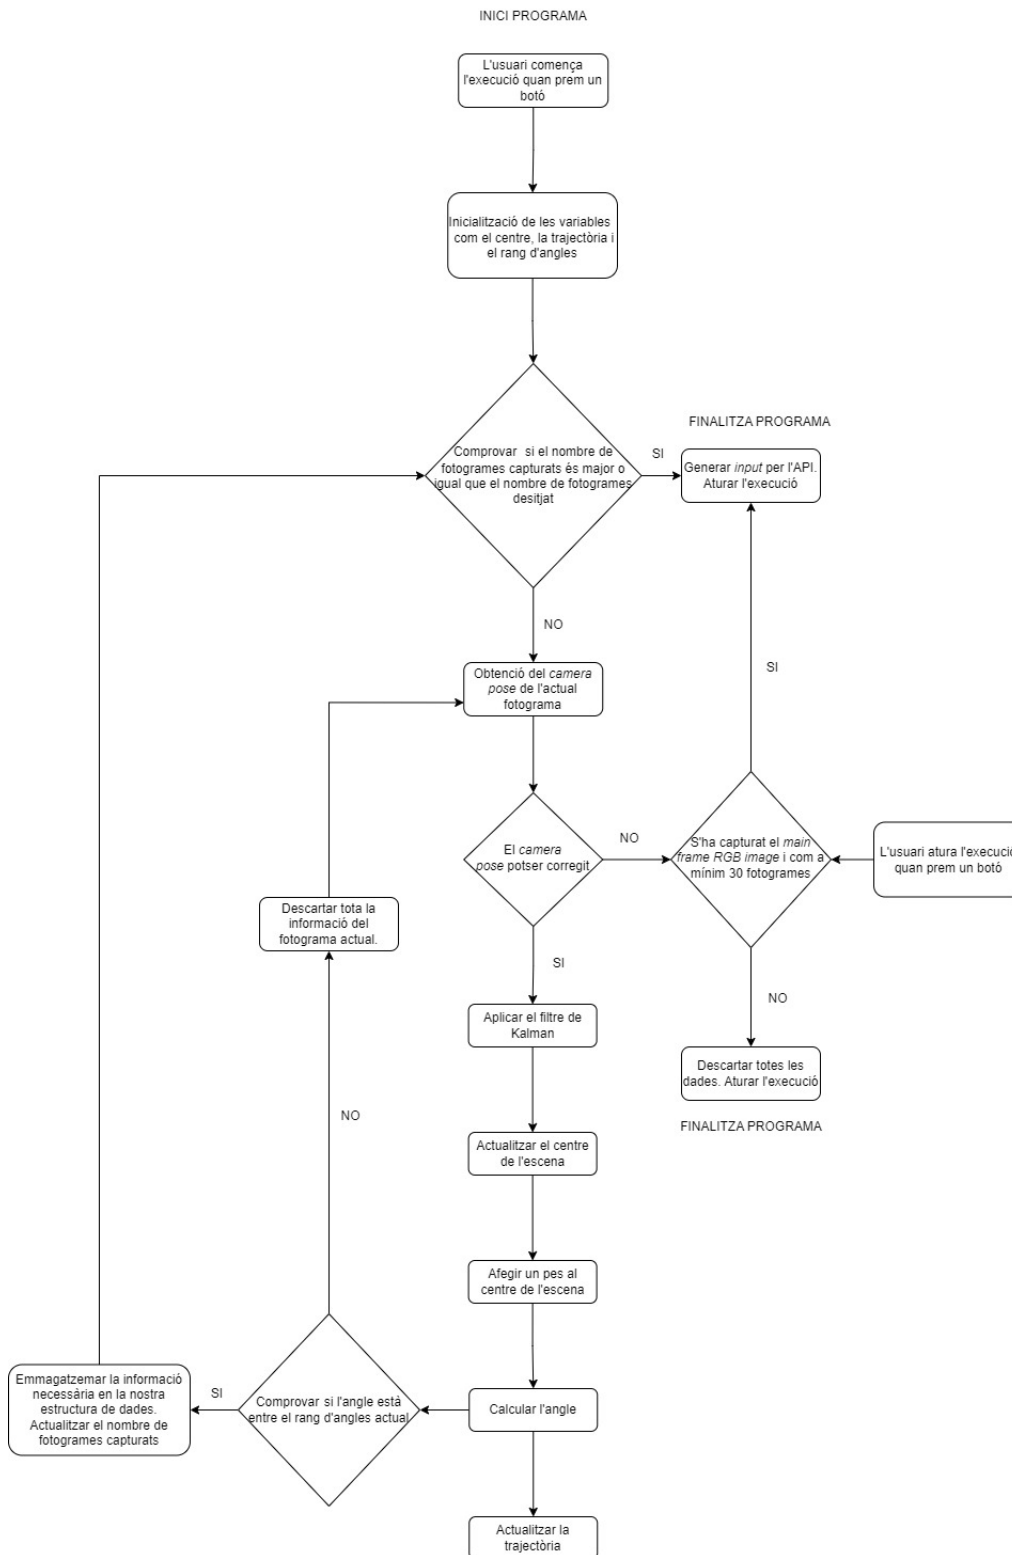 INICI PROGRAMA
L'usuari comença
l'execució quan prem un
botó
Inicialització de les variables
com el centre, la trajectòria i
el rang d'angles
FINALITZA PROGRAMA
Comprovar si el nombre de
fotogrames capturats és major o
igual que el nombre de fotogrames
desitjat
SI
Generar input per l'API.
Aturar l'execució
NO
SI
Obtenció del camera
pose de l'actual
fotograma
El camera
pose potser corregit
NO
S'ha capturat el main
frame RGB image i com a
mínim 30 fotogrames
L'usuari atura l'execució
quan prem un botó
Descartar tota la
informació del
fotograma actual.
SI
NO
Aplicar el filtre de
Kalman
Descartar totes les
dades. Aturar l'execució
FINALITZA PROGRAMA
NO
Actualitzar el centre
de l'escena
Afegir un pes al
centre de l'escena
Emmagatzemar la informació
necessària en la nostra
estructura de dades.
Actualitzar el nombre de
fotogrames capturats
SI
Comprovar si l'angle està
entre el rang d'angles actual
Calcular l'angle
Actualitzar la
trajectòria